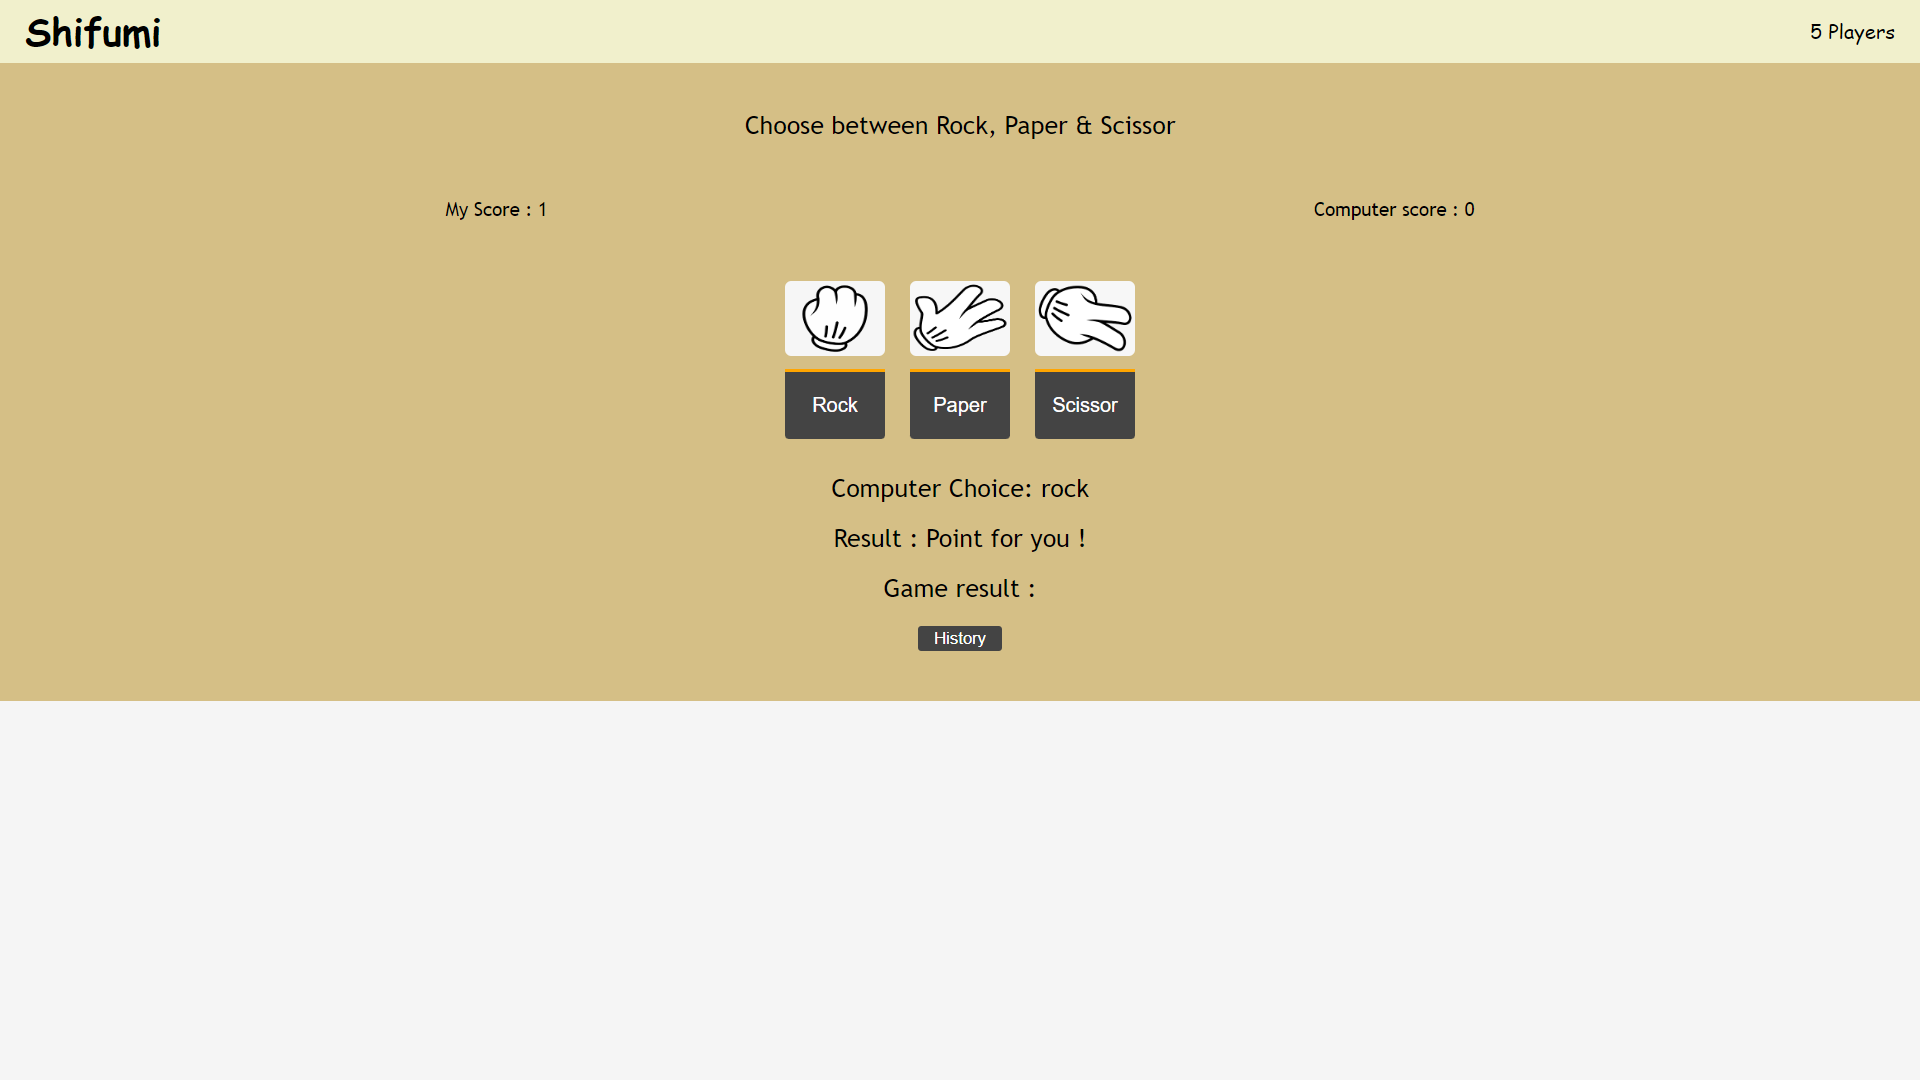 Shifumi
5 Players
Choose between Rock, Paper & Scissor
My Score : 1
Computer score : 0
Rock
Paper
Scissor
Computer Choice: rock
Result : Point for you !
Game result :
History